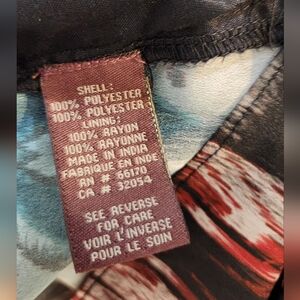 SHELL:
100% POLYESTER
100% POLYESTER
LINING:
100% RAYON
100% RAYONNE
MADE IN INDIA
FABRIQUE EN INDE
RN # 66170
CA # 32054
SEE REVERSE
FOR CARE
VOIR L'INVERSE
POUR LE SOIN